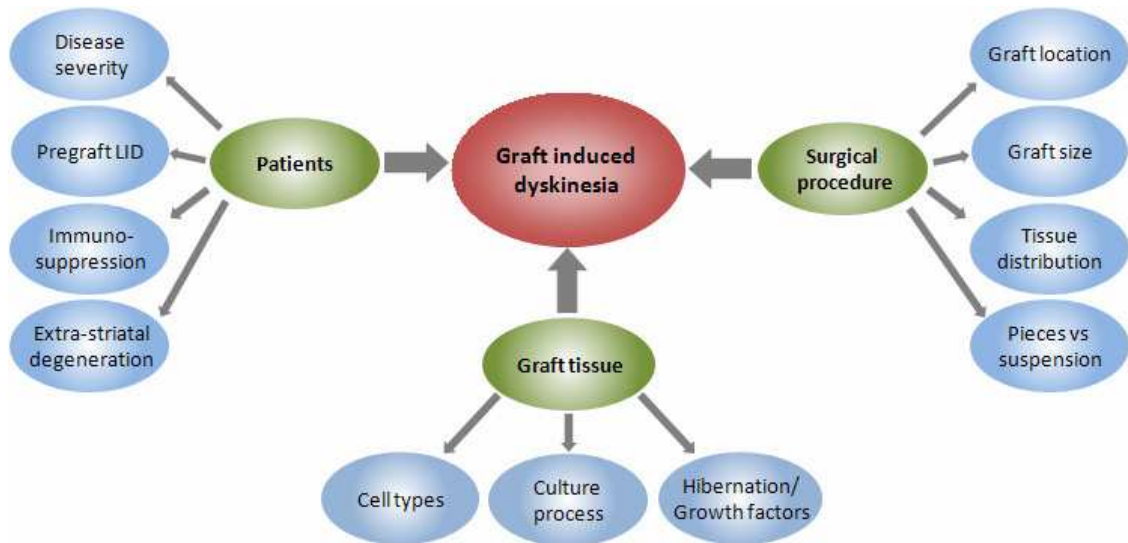 Disease
severity
Pregraft LID
Immuno-
suppression
Extra-striatal
degeneration
Patients
Graft induced
dyskinesia
Surgical
procedure
Graft location
Graft size
Tissue
distribution
Pieces vs
suspension
Graft tissue
Cell types
Culture
process
Hibernation/
Growth factors